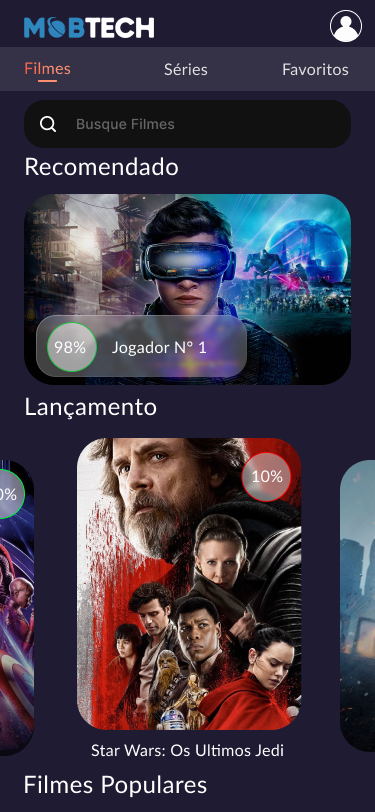 MOBTECH
Filmes Séries Favoritos
Busque Filmes
Recomendado
98% Jogador N° 1
Lançamento
10%
0%
Star Wars: Os Ultimos Jedi
Filmes Populares